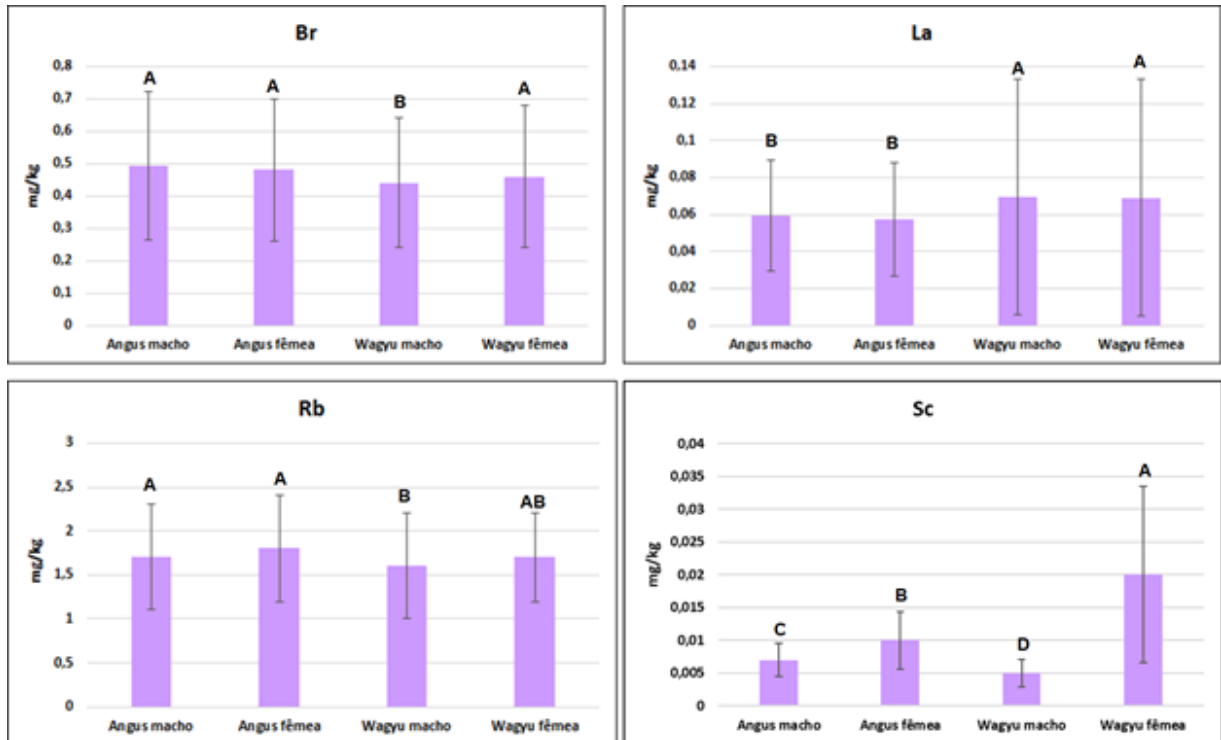 Br
0,8
0,7
0,6
0,5
0,4
0,3
0,2
0,1
0
mg/kg
A
A
B
A
Angus macho Angus fêmea Wagyu macho Wagyu fêmea
La
0,14
0,12
0,1
0,08
0,06
0,04
0,02
0
mg/kg
B
B
A
A
Angus macho Angus fêmea Wagyu macho Wagyu fêmea
Rb
3
2,5
2
1,5
1
0,5
0
mg/kg
A
A
B
AB
Angus macho Angus fêmea Wagyu macho Wagyu fêmea
Sc
0,04
0,035
0,03
0,025
0,02
0,015
0,01
0,005
0
mg/kg
C
B
D
A
Angus macho Angus fêmea Wagyu macho Wagyu fêmea